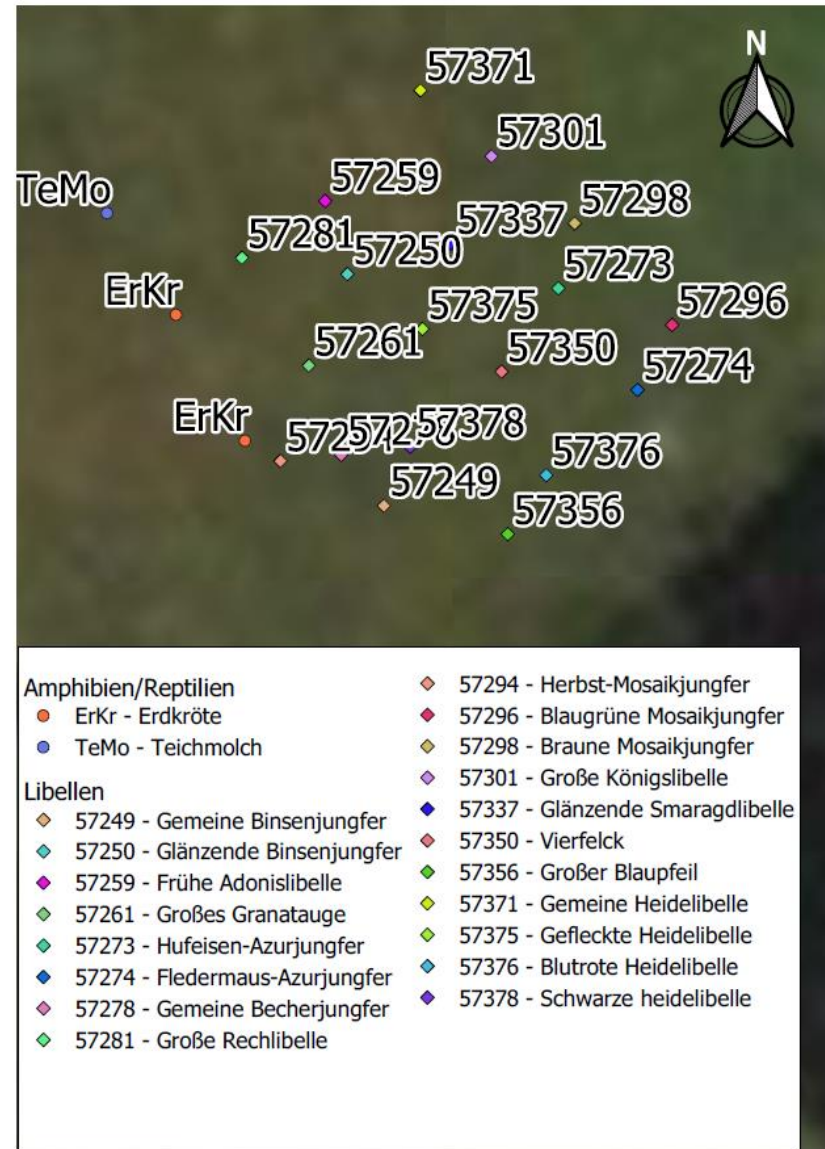 N
57371
57301
57259
TeMo
57298
57337
57281
57250
57273
ErKr
57375
57296
57261
57350
57274
ErKr
57378
57376
57249
57356
Amphibien/Reptilien
ErKr - Erdkröte
TeMo - Teichmolch
Libellen
57249 - Gemeine Binsenjungfer
57250 - Glänzende Binsenjungfer
57259 - Frühe Adonislibelle
57261 - Großes Granatauge
57273 - Hufeisen-Azurjungfer
57274 - Fledermaus-Azurjungfer
57278 - Gemeine Becherjungfer
57281 - Große Rechlibelle
57294 - Herbst-Mosaikjungfer
57296 - Blaugrüne Mosaikjungfer
57298 - Braune Mosaikjungfer
57301 - Große Königslibelle
57337 - Glänzende Smaragdlibelle
57350 - Vierfelck
57356 - Großer Blaupfeil
57371 - Gemeine Heidelibelle
57375 - Gefleckte Heidelibelle
57376 - Blutrote Heidelibelle
57378 - Schwarze heidelibelle